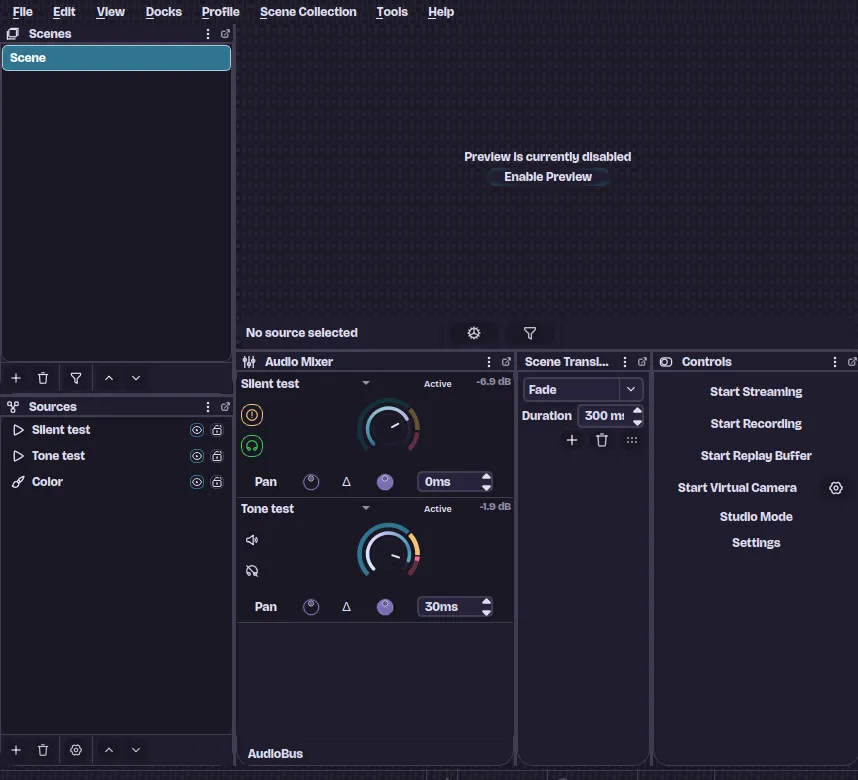 File Edit View Docks Profile Scene Collection Tools Help
Scenes
Scene
Preview is currently disabled
Enable Preview
No source selected
Sources
Silent test
Tone test
Color
Audio Mixer
Silent test Active -6.9 dB
Pan Δ 0ms
Tone test Active -1.9 dB
Pan Δ 30ms
AudioBus
Scene Transi...
Fade
Duration 300 ms
Controls
Start Streaming
Start Recording
Start Replay Buffer
Start Virtual Camera
Studio Mode
Settings